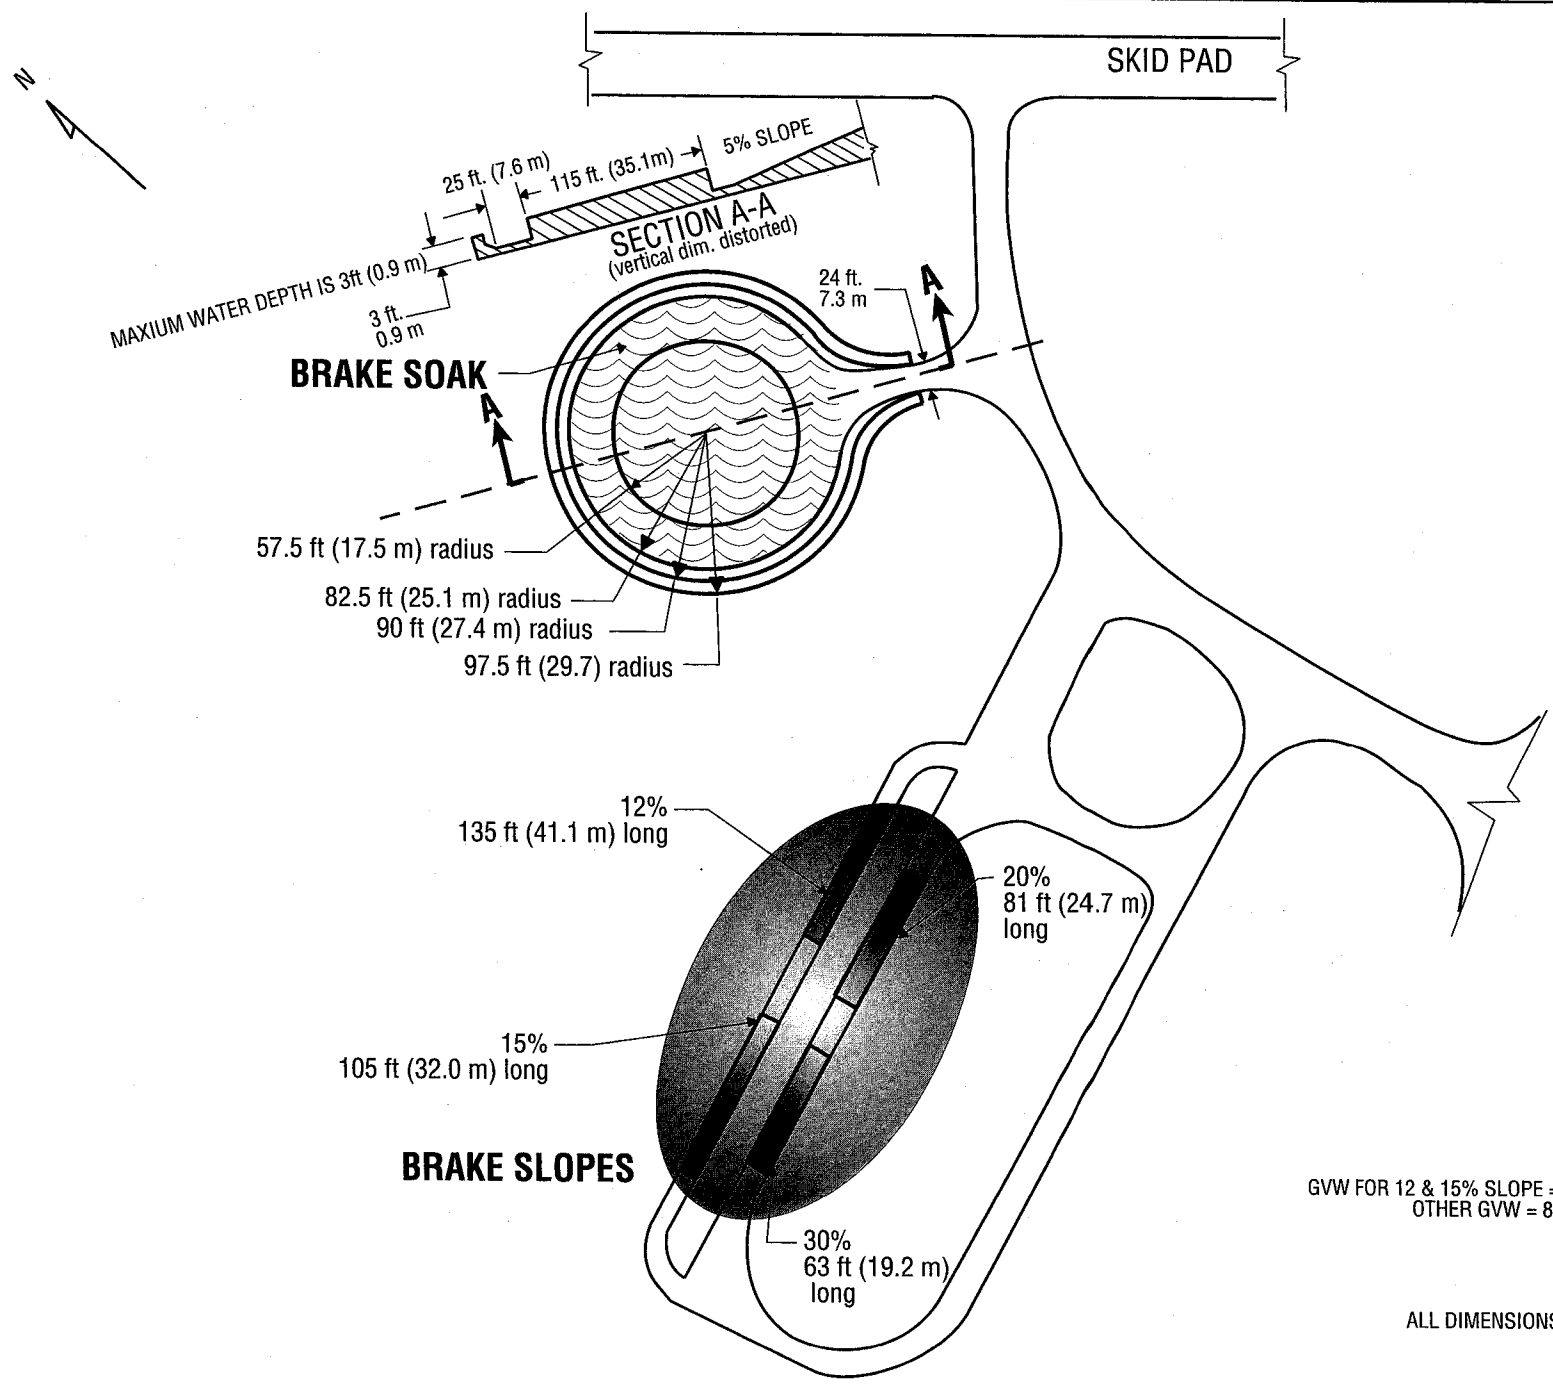 SKID PAD
N
5% SLOPE
25 ft. (7.6 m)
115 ft. (35.1m)
SECTION A-A
(vertical dim. distorted)
MAXIUM WATER DEPTH IS 3ft (0.9 m)
3 ft.
0.9 m
24 ft.
7.3 m
A
BRAKE SOAK
A
57.5 ft (17.5 m) radius
82.5 ft (25.1 m) radius
90 ft (27.4 m) radius
97.5 ft (29.7) radius
12%
135 ft (41.1 m) long
20%
81 ft (24.7 m)
long
15%
105 ft (32.0 m) long
BRAKE SLOPES
30%
63 ft (19.2 m)
long
GVW FOR 12 & 15% SLOPE =
OTHER GVW = 8
ALL DIMENSIONS